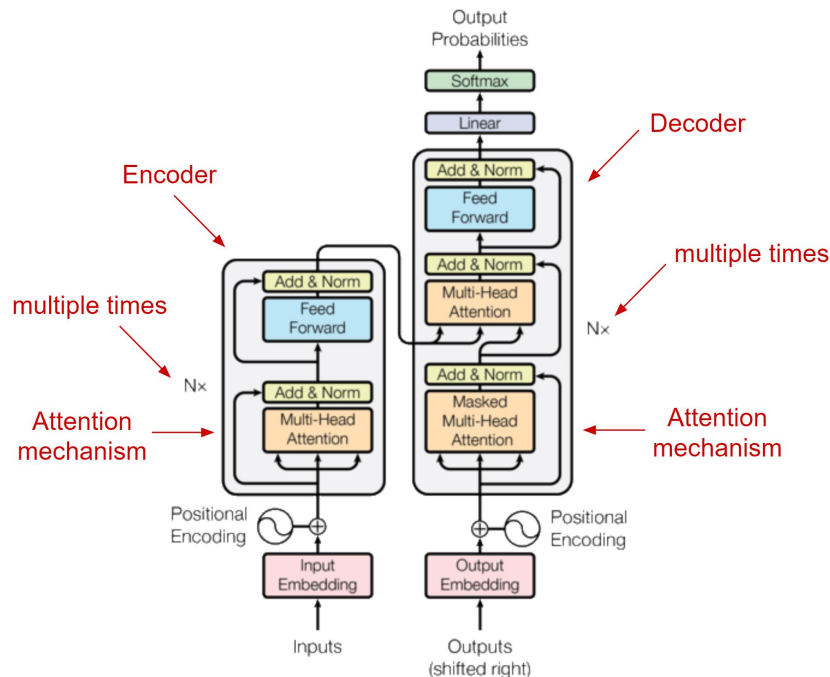 Output
Probabilities
Softmax
Linear
Decoder
Add & Norm
Feed
Forward
Encoder
Add & Norm
Multi-Head
Attention
multiple times
Nx
Add & Norm
Masked
Multi-Head
Attention
Attention
mechanism
Add & Norm
Feed
Forward
multiple times
Nx
Add & Norm
Multi-Head
Attention
Attention
mechanism
Positional
Encoding
Positional
Encoding
Input
Embedding
Output
Embedding
Inputs
Outputs
(shifted right)